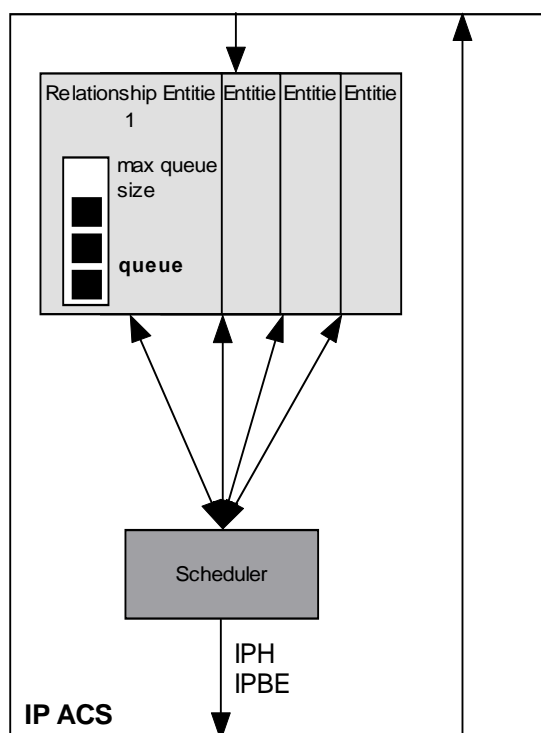 Relationship Entitie Entitie Entitie Entitie
1
max queue
size
queue
Scheduler
IPH
IPBE
IP ACS